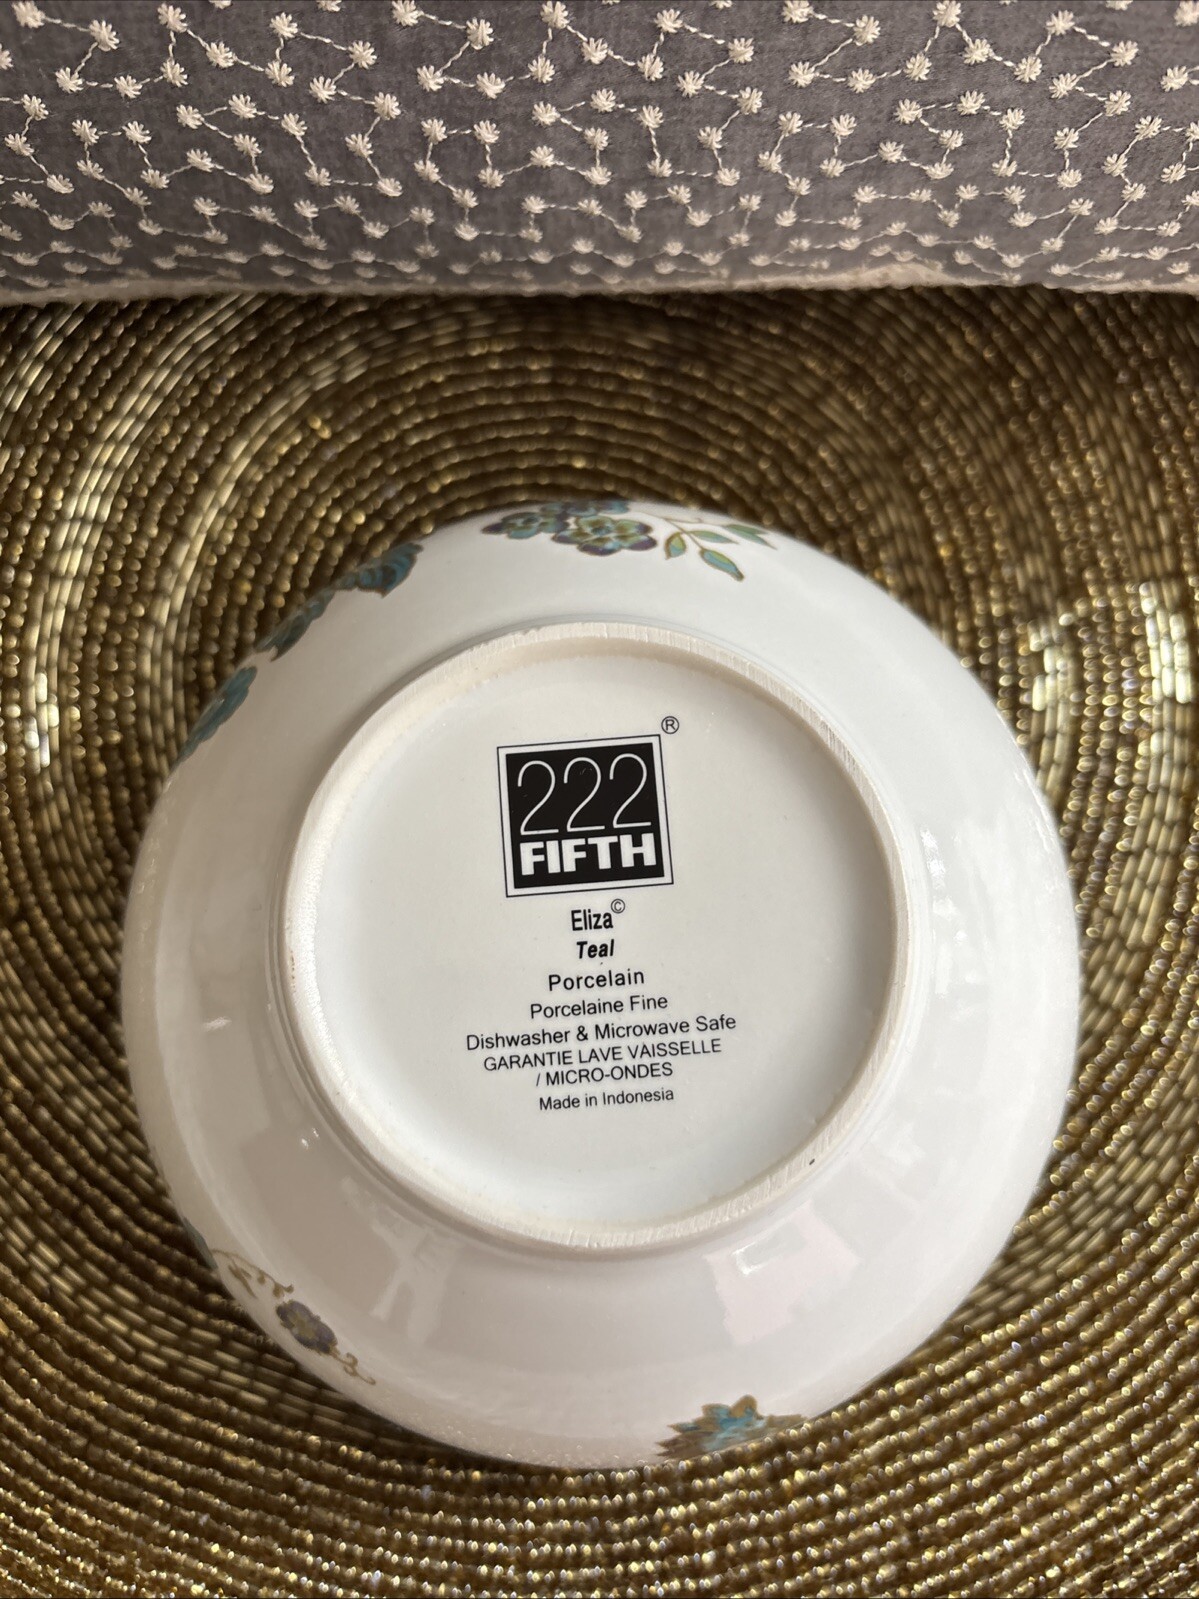 222
FIFTH®
Eliza©
Teal
Porcelain
Porcelaine Fine
Dishwasher & Microwave Safe
GARANTIE LAVE VAISSELLE
/ MICRO-ONDES
Made in Indonesia